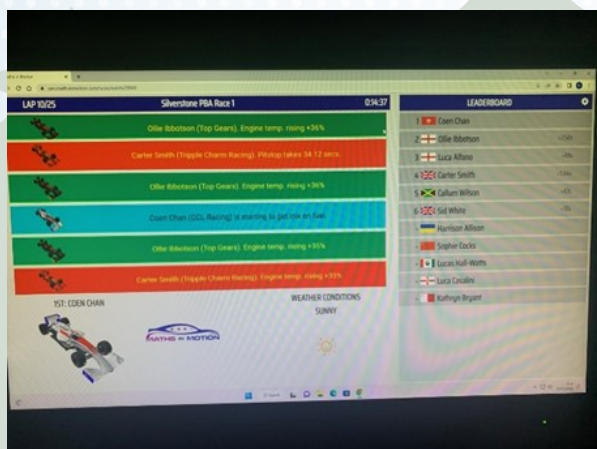 LAP 10/25
Silverstone PBA Race 1
0:14:37
Ollie Ibbotson (Top Gears). Engine temp. rising +36%
Carter Smith (Tripple Charm Racing). Pitstop takes 34.12 secs.
Ollie Ibbotson (Top Gears). Engine temp. rising +36%
Coen Chan (CCL Racing) is starting to get low on fuel.
Ollie Ibbotson (Top Gears). Engine temp. rising +35%
Carter Smith (Tripple Charm Racing). Engine temp. rising +35%
1ST: COEN CHAN
MATHS IN MOTION
WEATHER CONDITIONS
SUNNY
LEADERBOARD
1 Coen Chan
2 Ollie Ibbotson
3 Luca Alfano
4 Carter Smith
5 Callum Wilson
6 Sid White
- Harrison Allison
- Sophie Cocks
- Lucas Hall-Watts
- Luca Casalini
- Kathryn Bryant